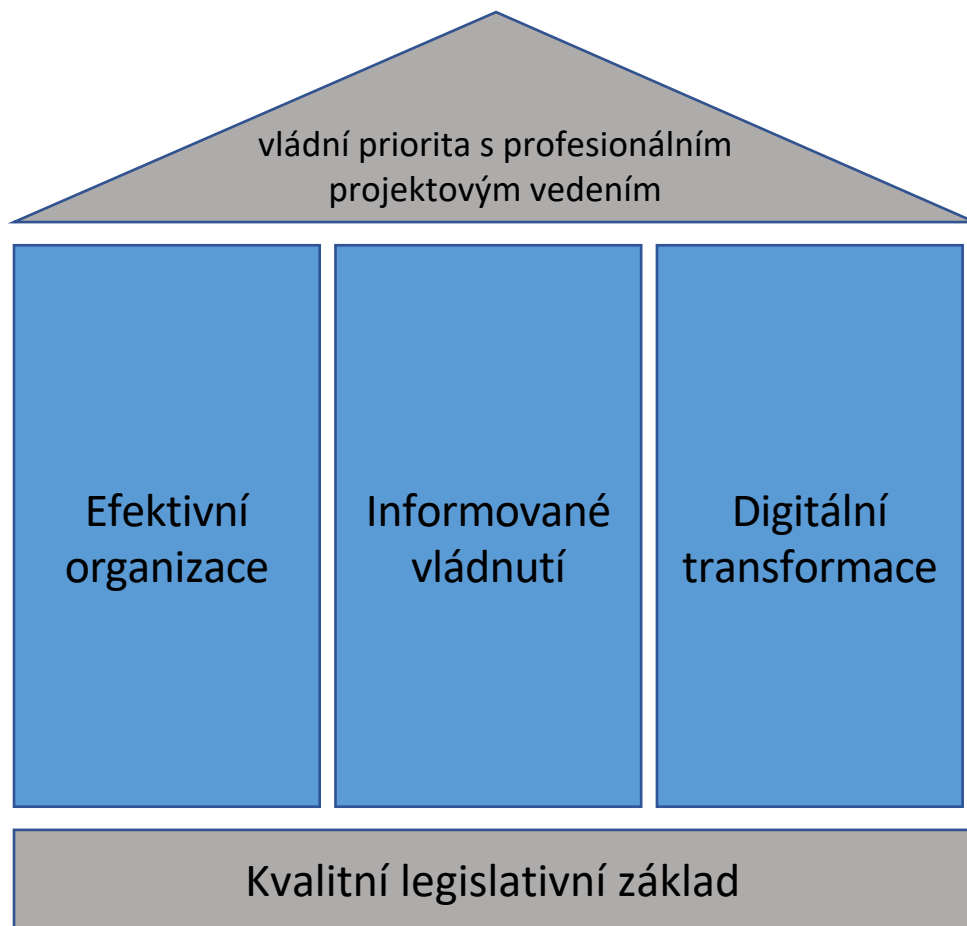 vládní priorita s profesionálním
projektovým vedením
Efektivní
organizace
Informované
vládnutí
Digitální
transformace
Kvalitní legislativní základ